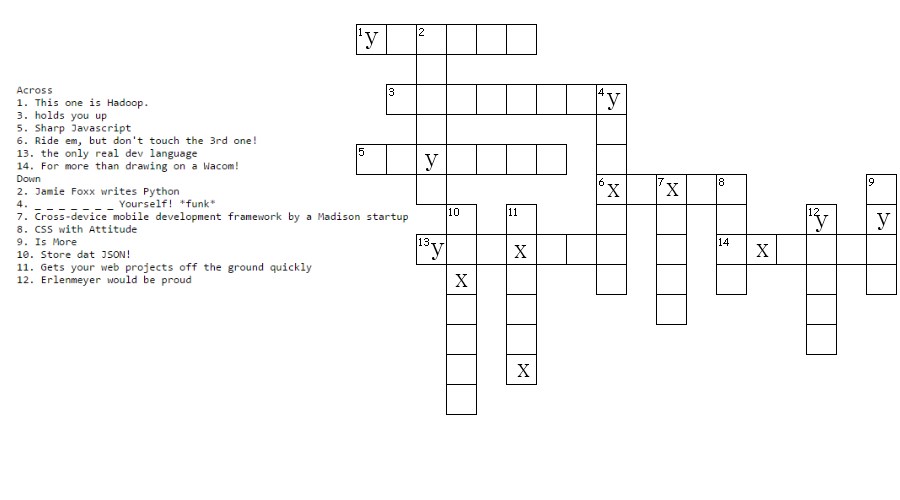 Across
1. This one is Hadoop.
3. holds you up
5. Sharp Javascript
6. Ride em, but don't touch the 3rd one!
13. the only real dev language
14. For more than drawing on a Wacom!
Down
2. Jamie Foxx writes Python
4. _ _ _ _ _ _ _ Yourself! *funk*
7. Cross-device mobile development framework by a Madison startup
8. CSS with Attitude
9. Is More
10. Store dat JSON!
11. Gets your web projects off the ground quickly
12. Erlenmeyer would be proud
1 y 2
3 4 y
5 y
6 x 7 x 8 9
10 11 12 y y
13 y x 14 x
x
x